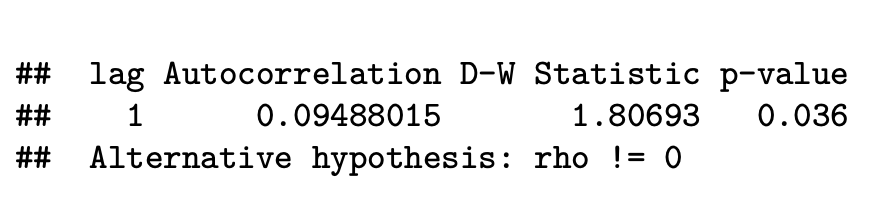 ## lag Autocorrelation D-W Statistic p-value
## 1 0.09488015 1.80693 0.036
## Alternative hypothesis: rho != 0